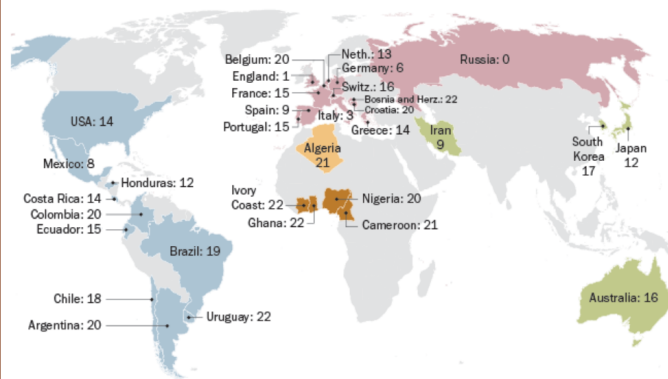 Belgium: 20
Neth.: 13
Germany: 6
Russia: 0
England: 1
Switz.: 16
France: 15
Bosnia and Herz.: 22
Croatia: 20
Spain: 9
Italy: 3
Portugal: 15
Greece: 14
USA: 14
Algeria
21
Iran
9
South
Korea
17
Japan
12
Mexico: 8
Honduras: 12
Costa Rica: 14
Colombia: 20
Ecuador: 15
Ivory
Coast: 22
Nigeria: 20
Ghana: 22
Cameroon: 21
Brazil: 19
Chile: 18
Argentina: 20
Uruguay: 22
Australia: 16